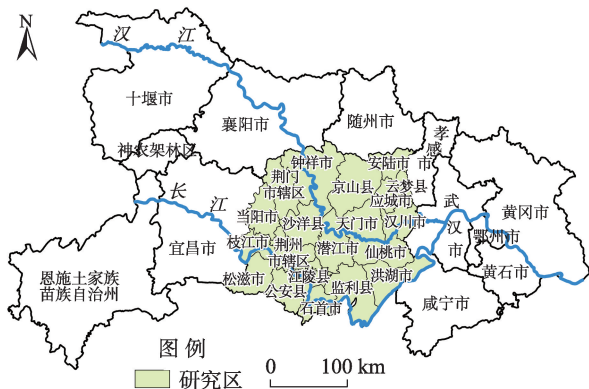 N
汉 江
十堰市
襄阳市
随州市
孝感市
神农架林区
钟祥市
安陆市
荆门
市辖区
京山县
云梦县
应城市
长 江
当阳市
沙洋县
天门市
汉川市
武汉市
黄冈市
鄂州市
宜昌市
枝江市
荆州
市辖区
潜江市
仙桃市
黄石市
恩施土家族
苗族自治州
松滋市
江陵县
洪湖市
公安县
监利县
咸宁市
石首市
图 例
研究区
0 100 km